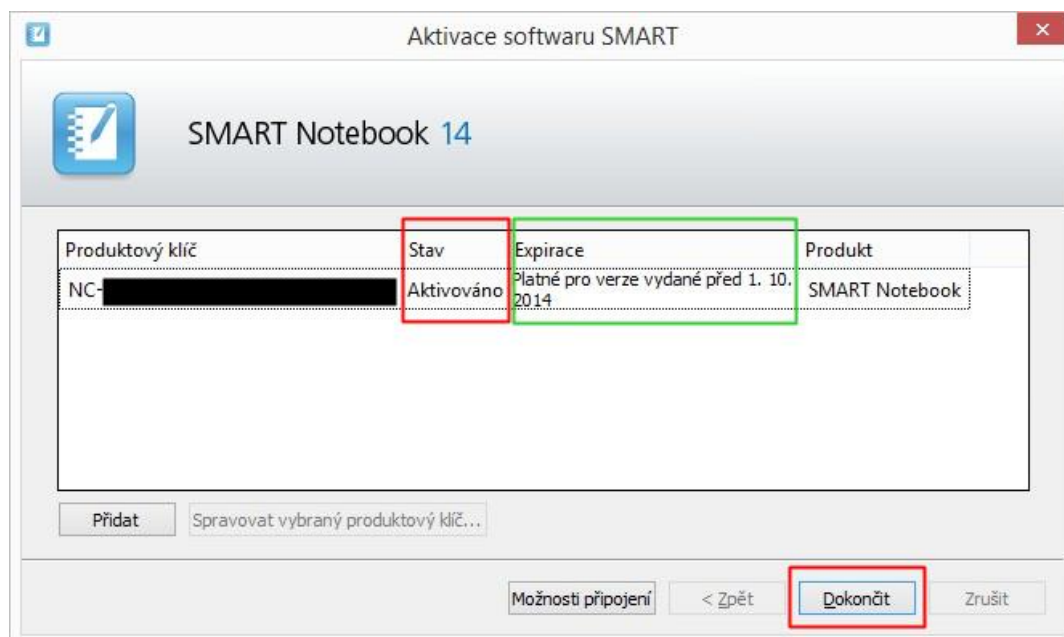 Aktivace softwaru SMART
SMART Notebook 14
Produktový klíč Stav Expirace Produkt
NC- Aktivováno Platné pro verze vydané před 1. 10. 2014 SMART Notebook
Přidat Spravovat vybraný produktový klíč...
Možnosti připojení < Zpět Dokončit Zrušit